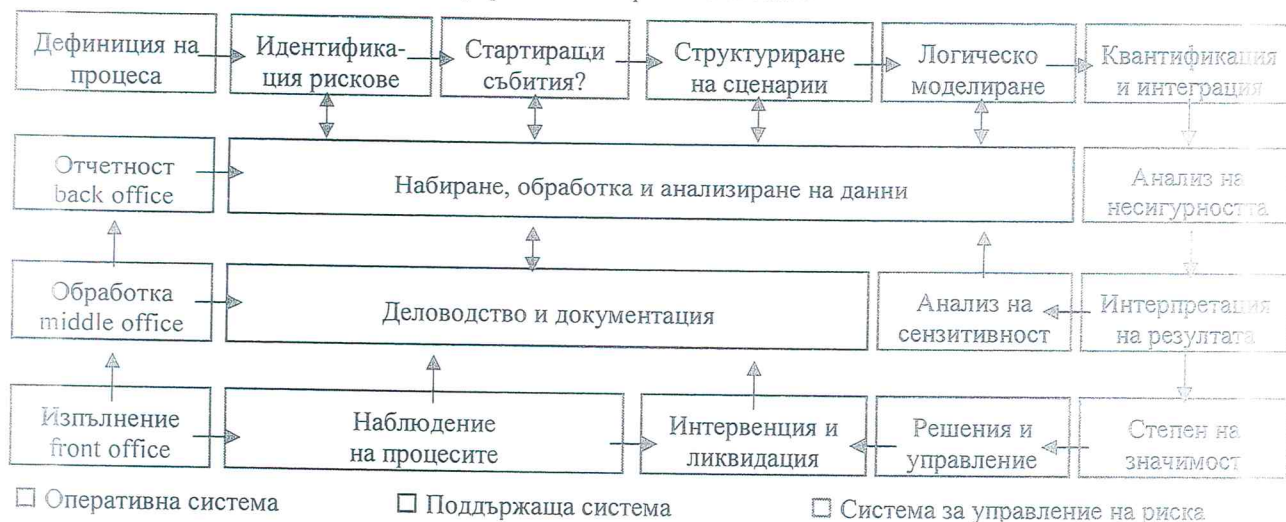 Дефиниция на
процеса
Идентифика-
ция рискове
Стартиращи
събития?
Структуриране
на сценарии
Логическо
моделиране
Квантификация
и интеграция
Отчетност
back office
Набиране, обработка и анализиране на данни
Анализ на
несигурността
Обработка
middle office
Деловодство и документация
Анализ на
сензитивност
Интерпретация
на резултата
Изпълнение
front office
Наблюдение
на процесите
Интервенция и
ликвидация
Решения и
управление
Степен на
значимост
Оперативна система
Поддържаща система
Система за управление на риска